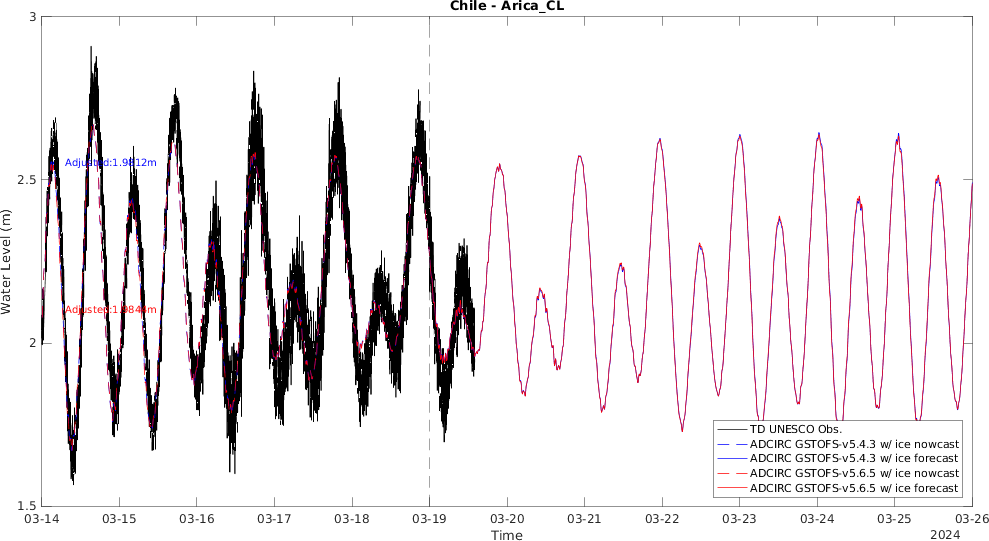 Chile - Arica_CL
3
2.5
2
1.5
Water Level (m)
Adjusted:1.9812m
Adjusted:1.9843m
TD UNESCO Obs.
ADCIRC GSTOFS-v5.4.3 w/ ice nowcast
ADCIRC GSTOFS-v5.4.3 w/ ice forecast
ADCIRC GSTOFS-v5.6.5 w/ ice nowcast
ADCIRC GSTOFS-v5.6.5 w/ ice forecast
03-14 03-15 03-16 03-17 03-18 03-19 03-20 03-21 03-22 03-23 03-24 03-25 03-26
Time
2024